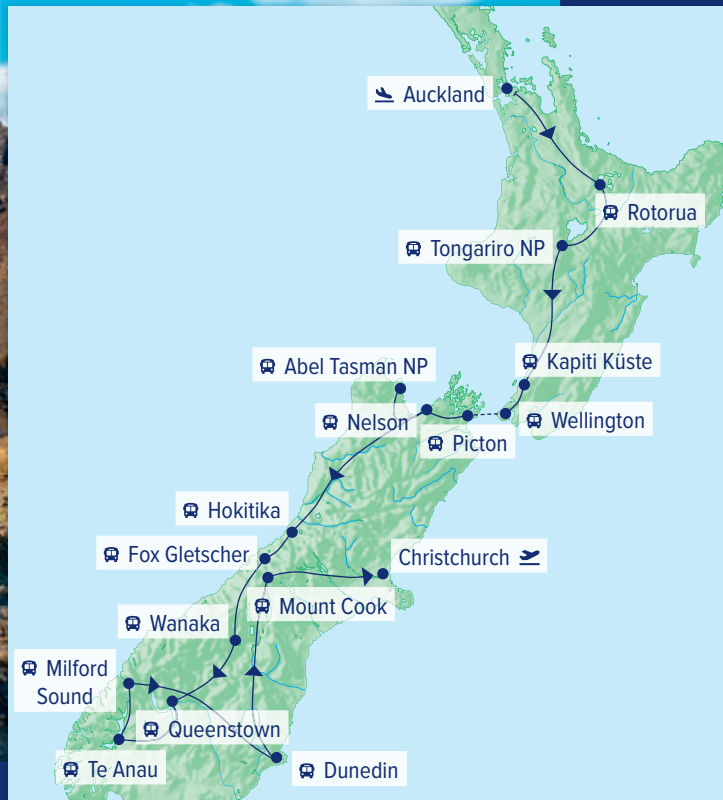 Auckland
Rotorua
Tongariro NP
Kapiti Küste
Abel Tasman NP
Nelson
Wellington
Picton
Hokitika
Fox Gletscher
Christchurch
Mount Cook
Wanaka
Milford
Sound
Queenstown
Te Anau
Dunedin